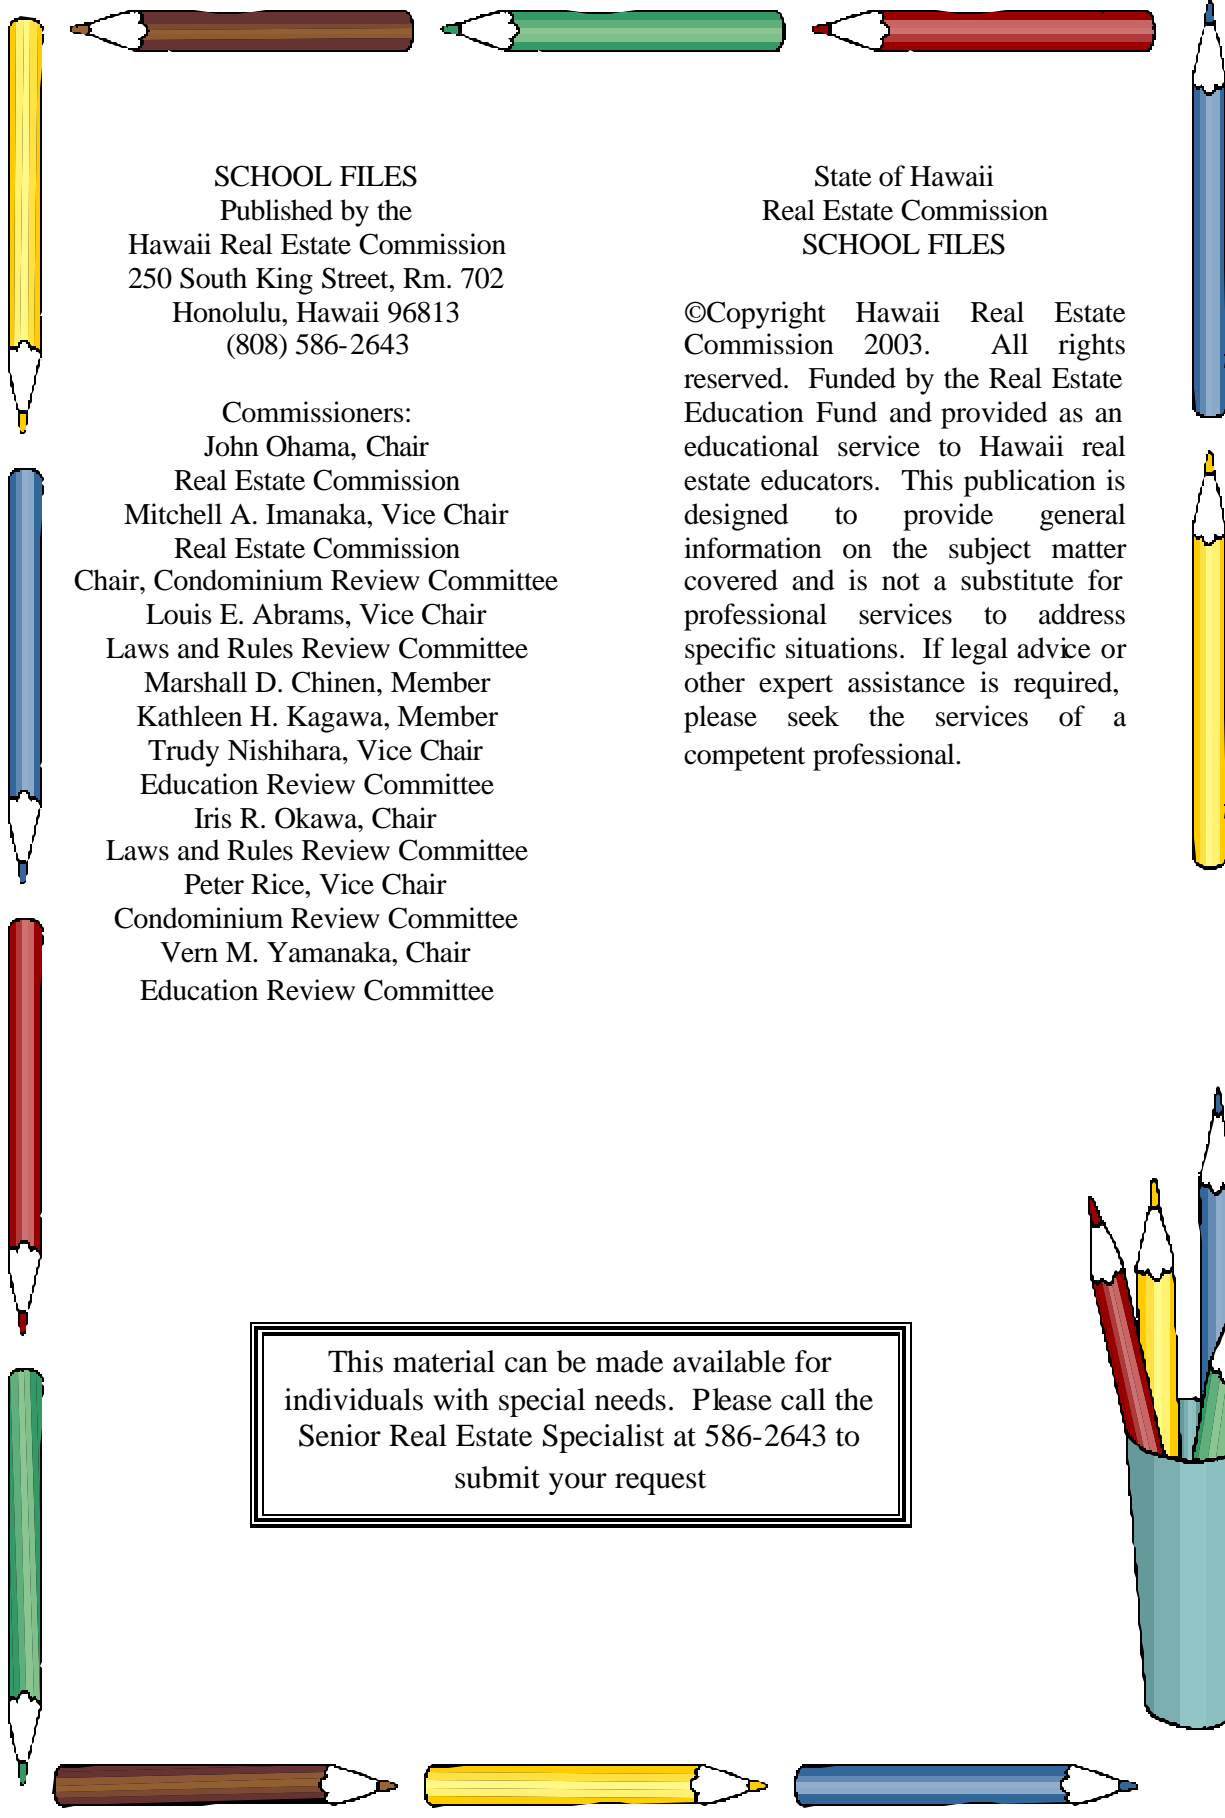 SCHOOL FILES
Published by the
Hawaii Real Estate Commission
250 South King Street, Rm. 702
Honolulu, Hawaii 96813
(808) 586-2643
Commissioners:
John Ohama, Chair
Real Estate Commission
Mitchell A. Imanaka, Vice Chair
Real Estate Commission
Chair, Condominium Review Committee
Louis E. Abrams, Vice Chair
Laws and Rules Review Committee
Marshall D. Chinen, Member
Kathleen H. Kagawa, Member
Trudy Nishihara, Vice Chair
Education Review Committee
Iris R. Okawa, Chair
Laws and Rules Review Committee
Peter Rice, Vice Chair
Condominium Review Committee
Vern M. Yamanaka, Chair
Education Review Committee
State of Hawaii
Real Estate Commission
SCHOOL FILES
©Copyright Hawaii Real Estate
Commission 2003. All rights
reserved. Funded by the Real Estate
Education Fund and provided as an
educational service to Hawaii real
estate educators. This publication is
designed to provide general
information on the subject matter
covered and is not a substitute for
professional services to address
specific situations. If legal advice or
other expert assistance is required,
please seek the services of a
competent professional.
This material can be made available for
individuals with special needs. Please call the
Senior Real Estate Specialist at 586-2643 to
submit your request